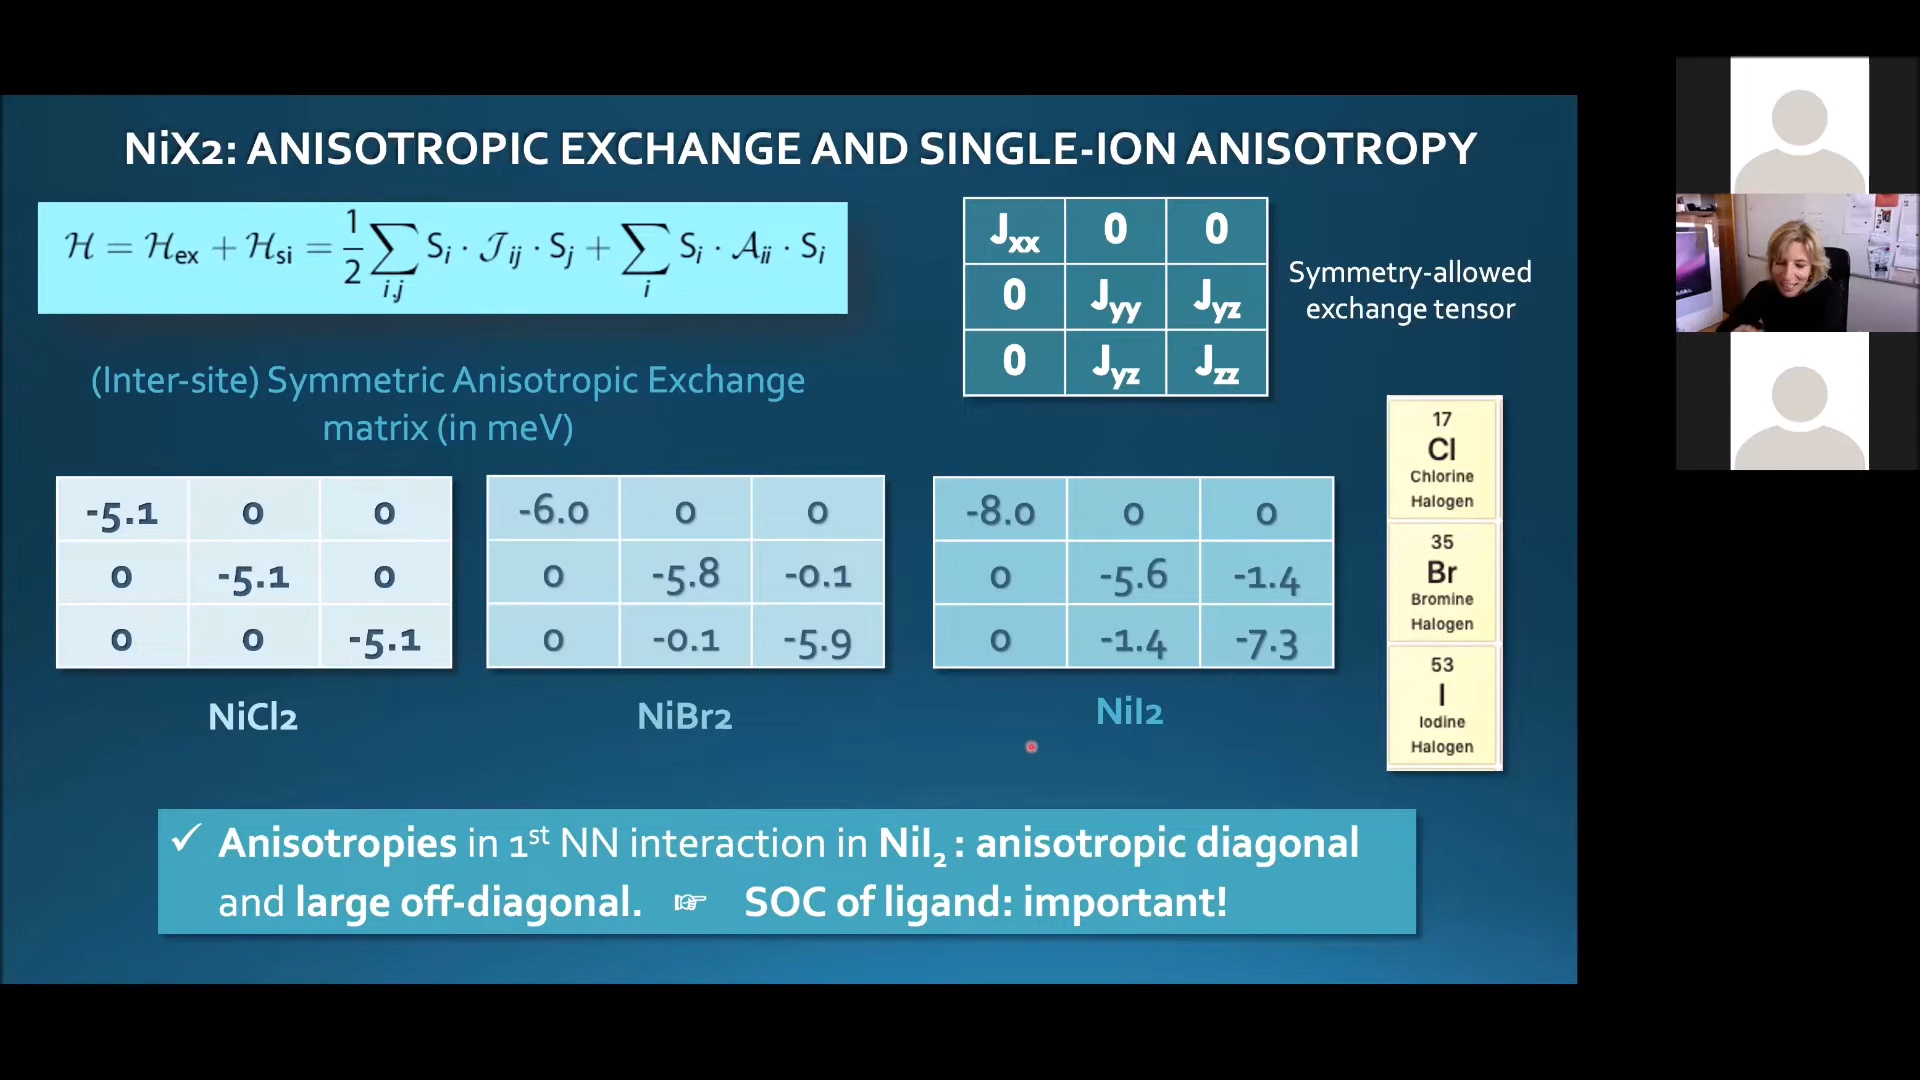 NiX2: ANISOTROPIC EXCHANGE AND SINGLE-ION ANISOTROPY
ℋ = ℋex + ℋsi = 1/2 ∑i,j Si · 𝒥ij · Sj + ∑i Si · 𝒜ii · Si
Jxx 0 0
0 Jyy Jyz
0 Jyz Jzz
Symmetry-allowed
exchange tensor
(Inter-site) Symmetric Anisotropic Exchange
matrix (in meV)
-5.1 0 0
0 -5.1 0
0 0 -5.1
NiCl2
-6.0 0 0
0 -5.8 -0.1
0 -0.1 -5.9
NiBr2
-8.0 0 0
0 -5.6 -1.4
0 -1.4 -7.3
NiI2
17
Cl
Chlorine
Halogen
35
Br
Bromine
Halogen
53
I
Iodine
Halogen
✓ Anisotropies in 1st NN interaction in NiI2 : anisotropic diagonal
and large off-diagonal. ☞ SOC of ligand: important!